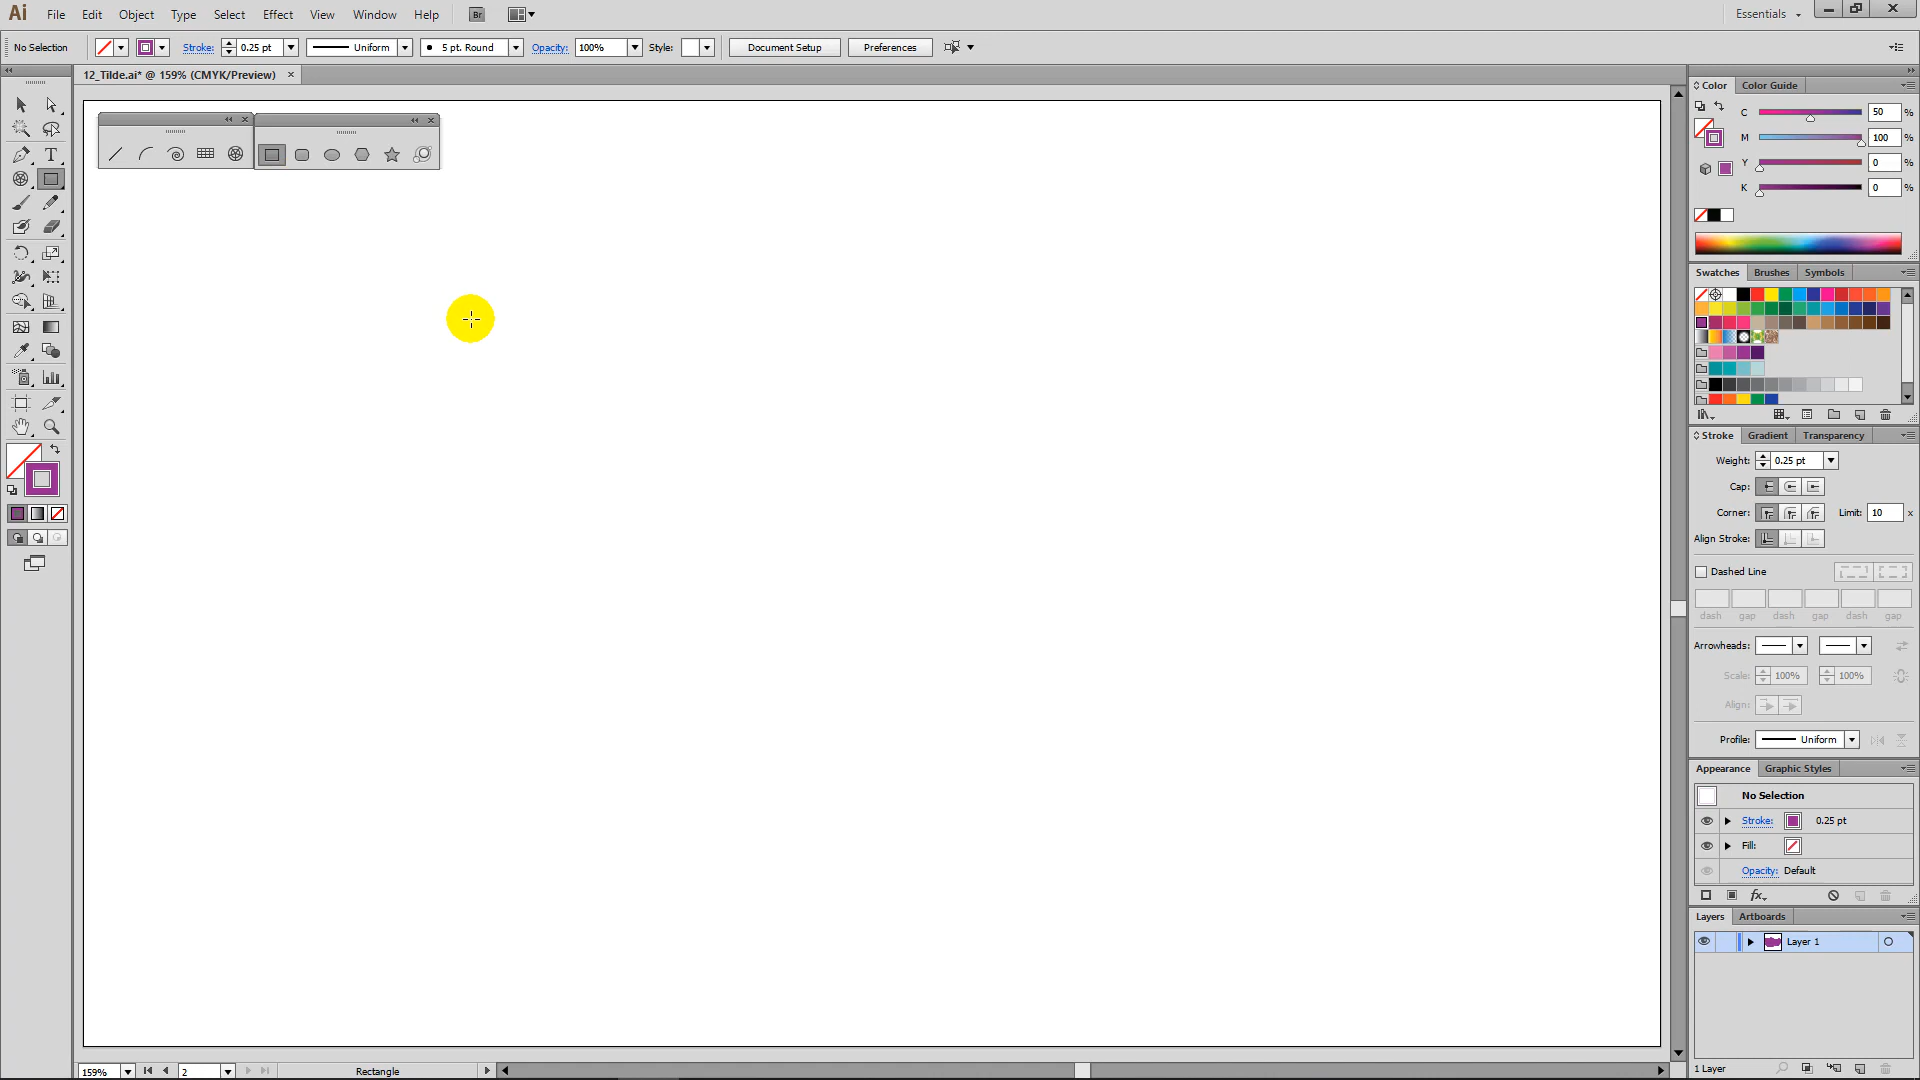 Ai File Edit Object Type Select Effect View Window Help Br Essentials
No Selection Stroke: 0.25 pt Uniform 5 pt. Round Opacity: 100% Style: Document Setup Preferences
12_Tilde.ai* @ 159% (CMYK/Preview)
Color Color Guide
C 50 %
M 100 %
Y 0 %
K 0 %
Swatches Brushes Symbols
Stroke Gradient Transparency
Weight: 0.25 pt
Cap:
Corner: Limit: 10 x
Align Stroke:
Dashed Line
dash gap dash gap dash gap
Arrowheads:
Scale: 100% 100%
Align:
Profile: Uniform
Appearance Graphic Styles
No Selection
Stroke: 0.25 pt
Fill:
Opacity: Default
fx
Layers Artboards
Layer 1
1 Layer
159% 2 Rectangle